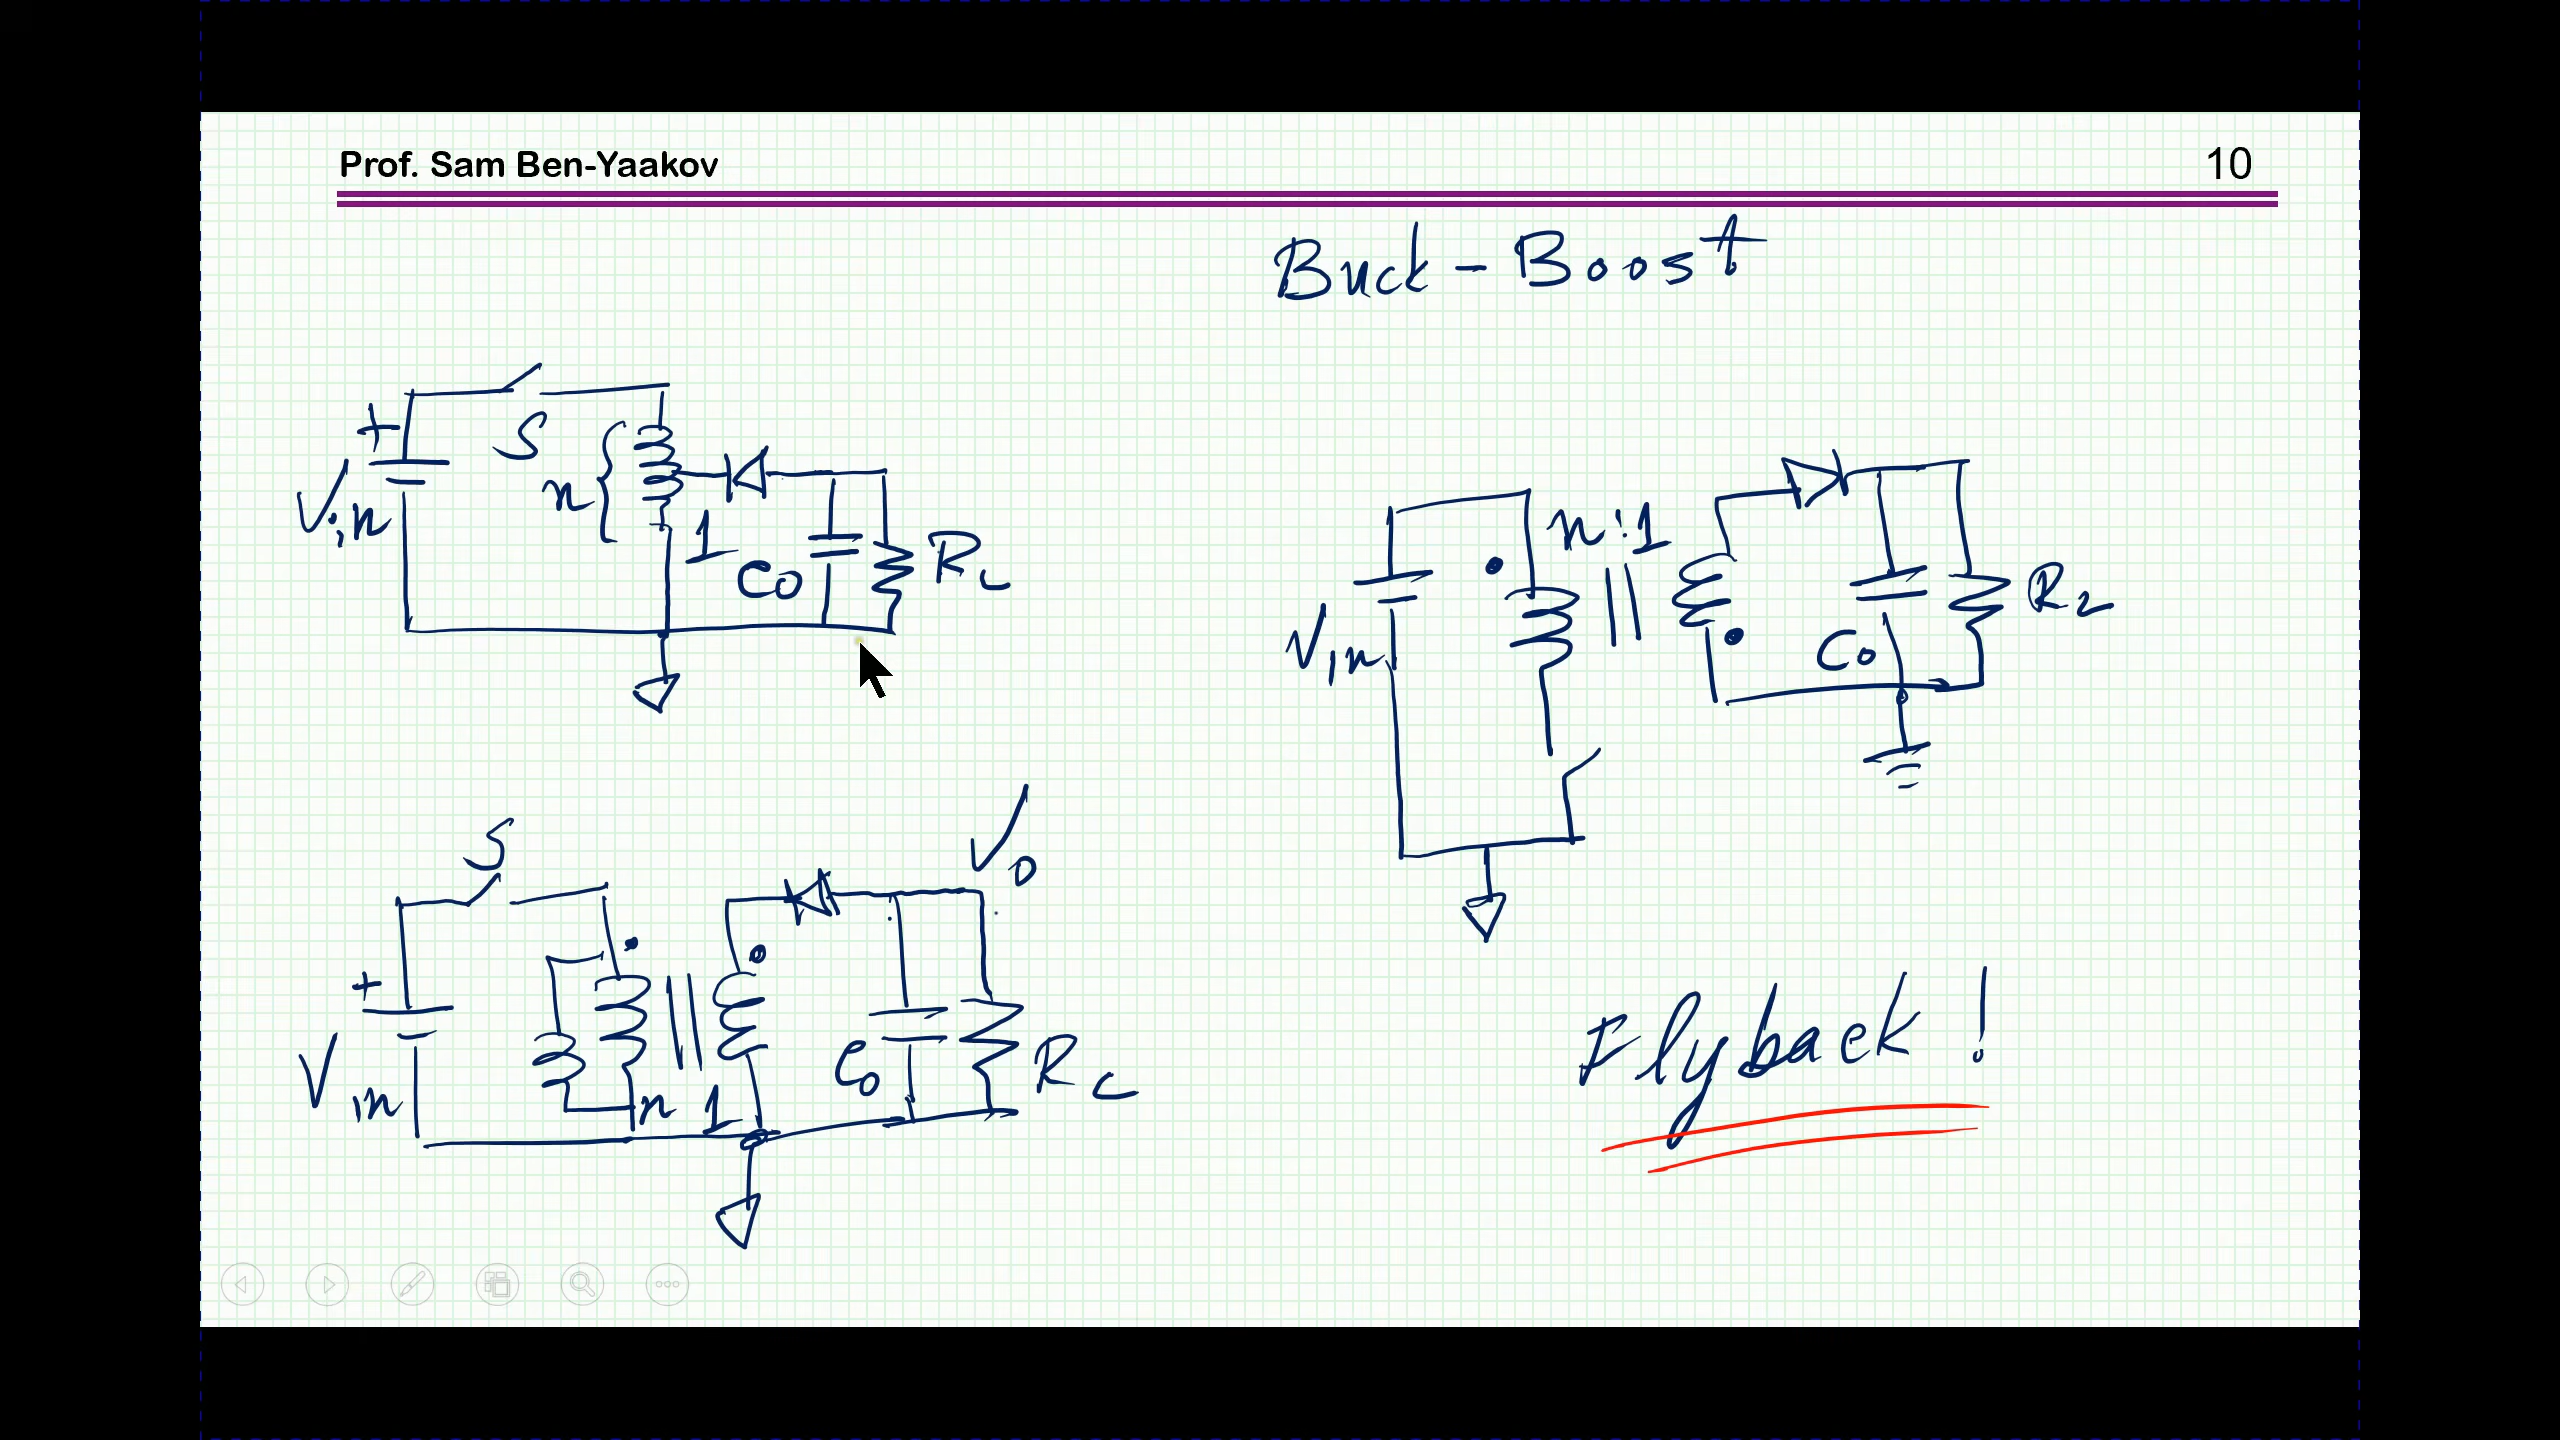 Prof. Sam Ben-Yaakov
10
Buck-Boost
+
S
Vin
n
1
Co
RL
n:1
Vin
Co
R2
S
Vo
+
Vin
n
1
Co
RL
Flyback!